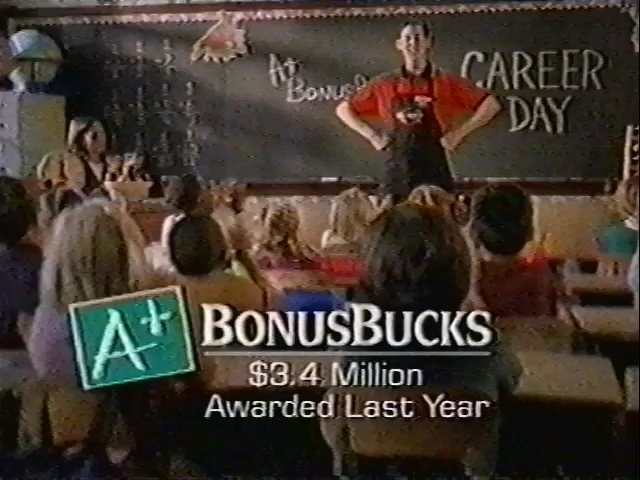 A+
BONUSB
CAREER
DAY
A+
BONUSBUCKS
$3.4 Million
Awarded Last Year